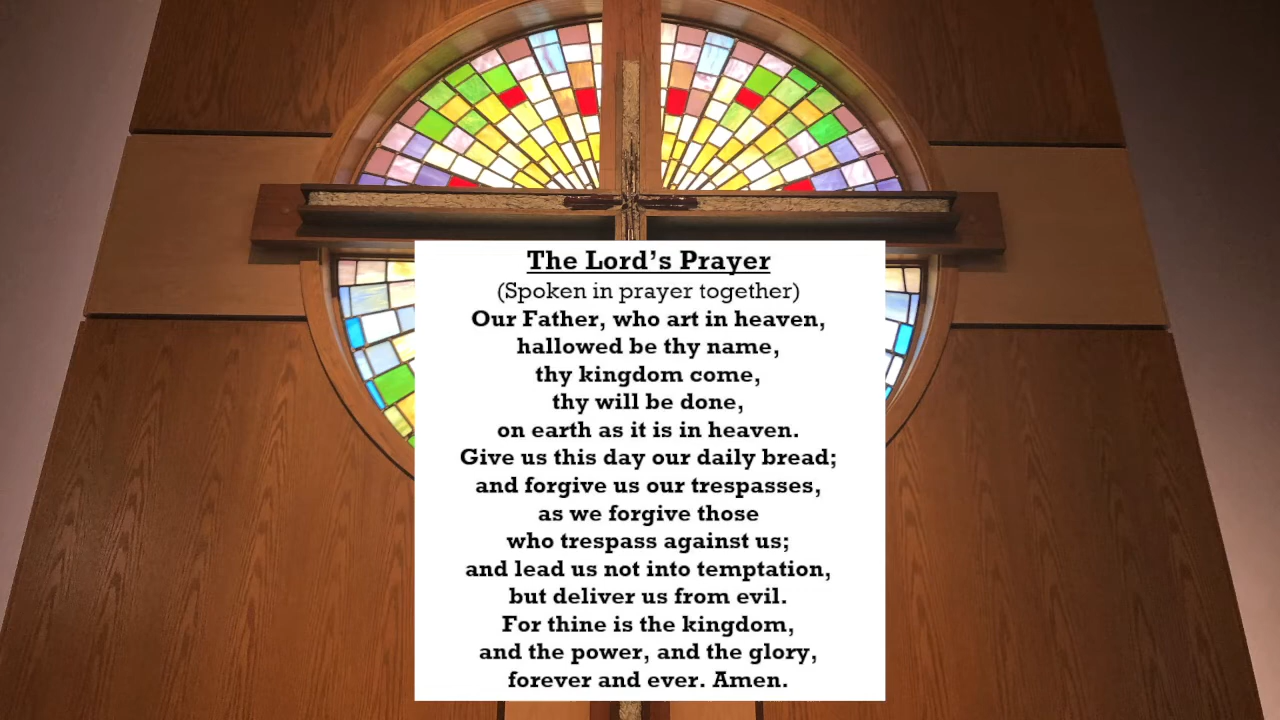 The Lord’s Prayer
(Spoken in prayer together)
Our Father, who art in heaven,
hallowed be thy name,
thy kingdom come,
thy will be done,
on earth as it is in heaven.
Give us this day our daily bread;
and forgive us our trespasses,
as we forgive those
who trespass against us;
and lead us not into temptation,
but deliver us from evil.
For thine is the kingdom,
and the power, and the glory,
forever and ever. Amen.